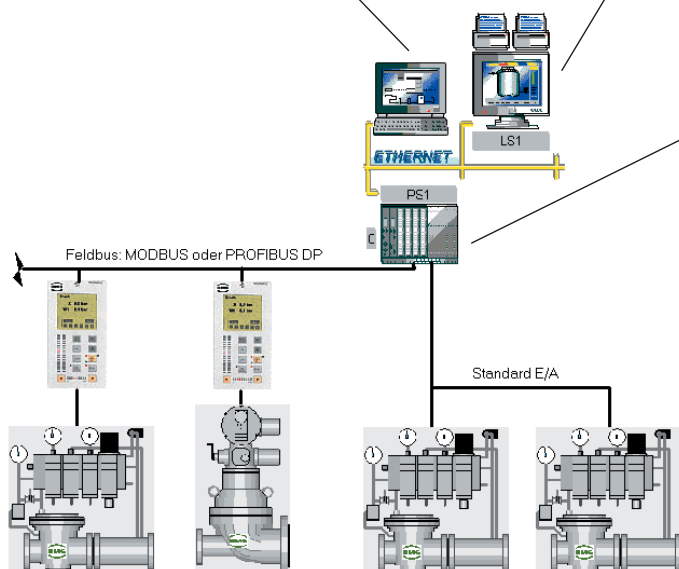 LS1
ETHERNET
PS1
Feldbus: MODBUS oder PROFIBUS DP
Standard E/A